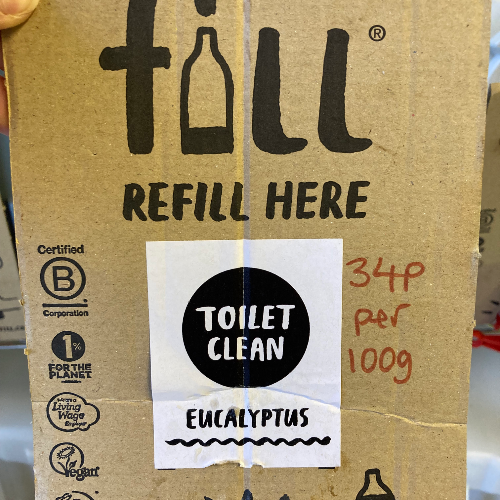 fill®
REFILL HERE
Certified
B
Corporation
1%
FOR THE
PLANET
Living
Wage
Vegan
TOILET
CLEAN
EUCALYPTUS
34p
per
100g